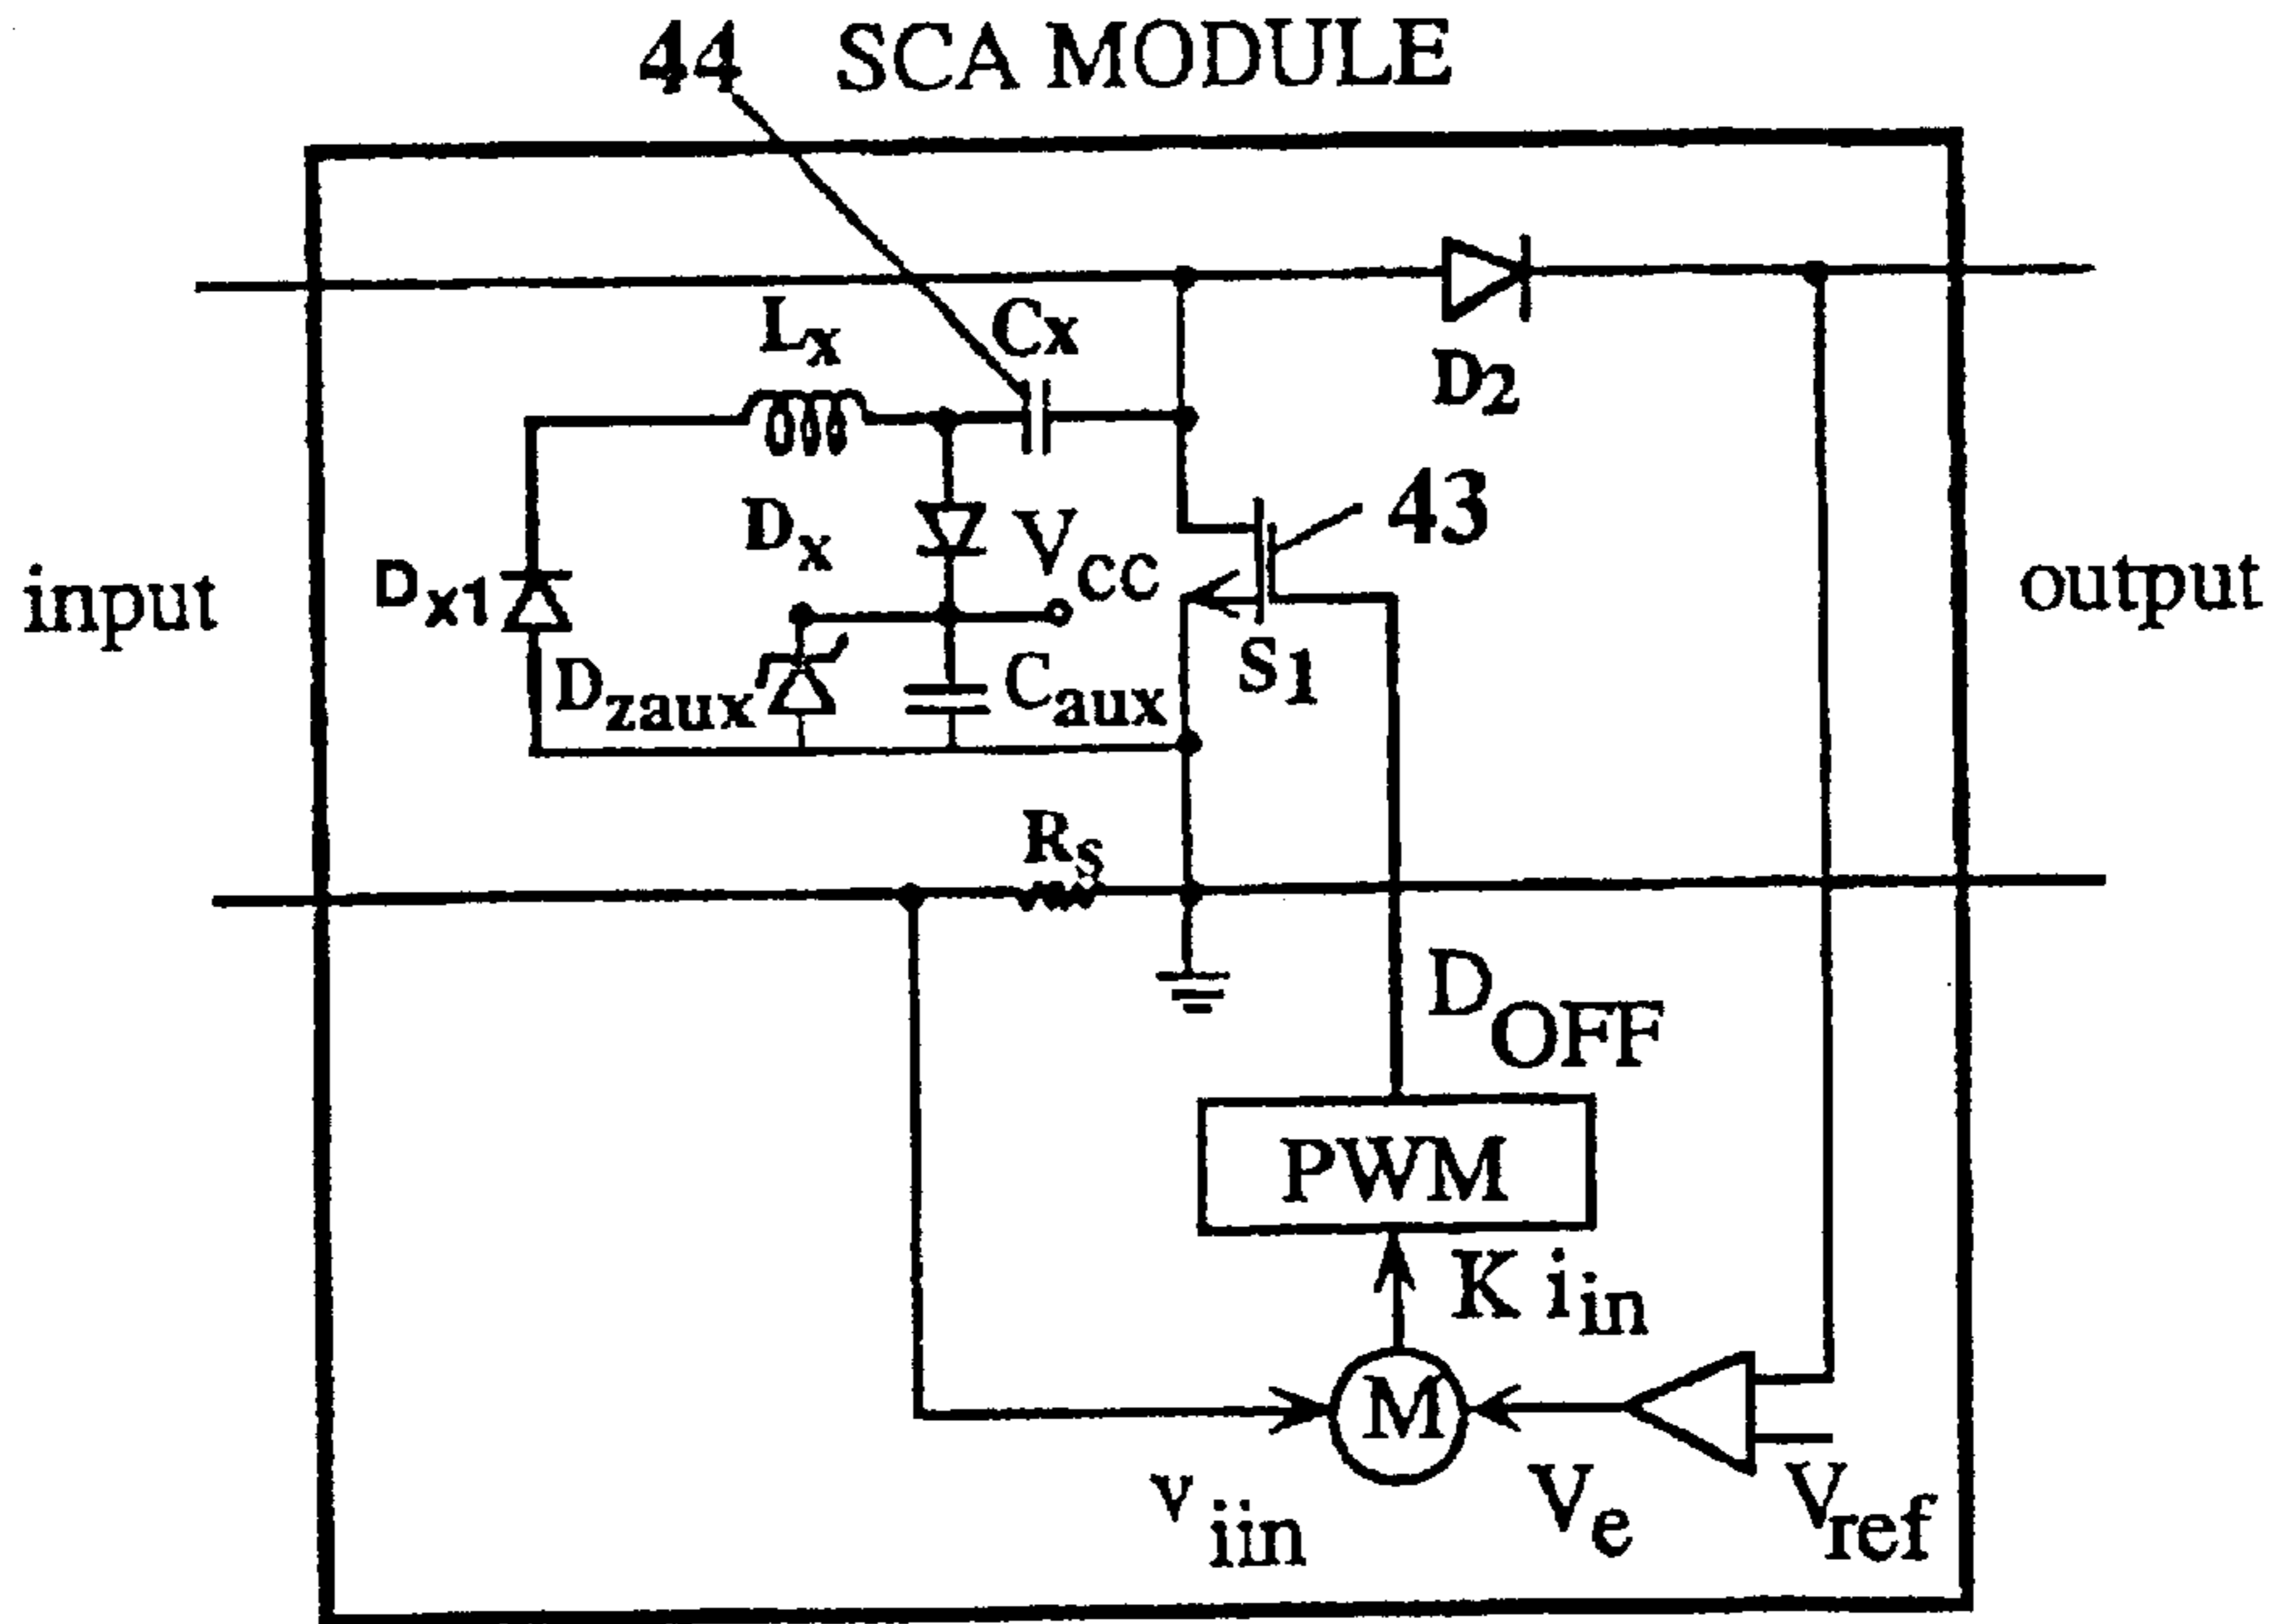 44 SCA MODULE
Lx Cx
D2
Dx VCC 43
input Dx1 output
Dzaux Caux S1
RS
DOFF
PWM
K iin
M
viin Ve Vref